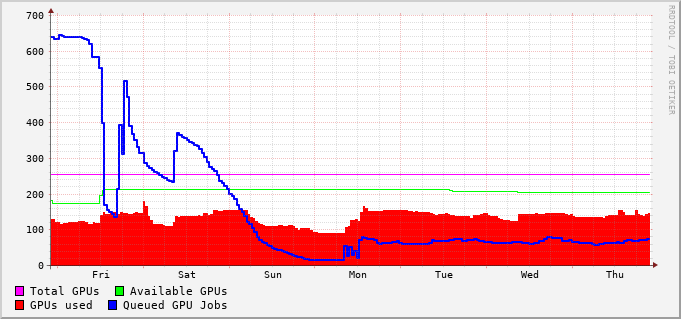 700
600
500
400
300
200
100
0
Fri Sat Sun Mon Tue Wed Thu
Total GPUs Available GPUs
GPUs used Queued GPU Jobs
RRDTOOL / TOBI OETIKER